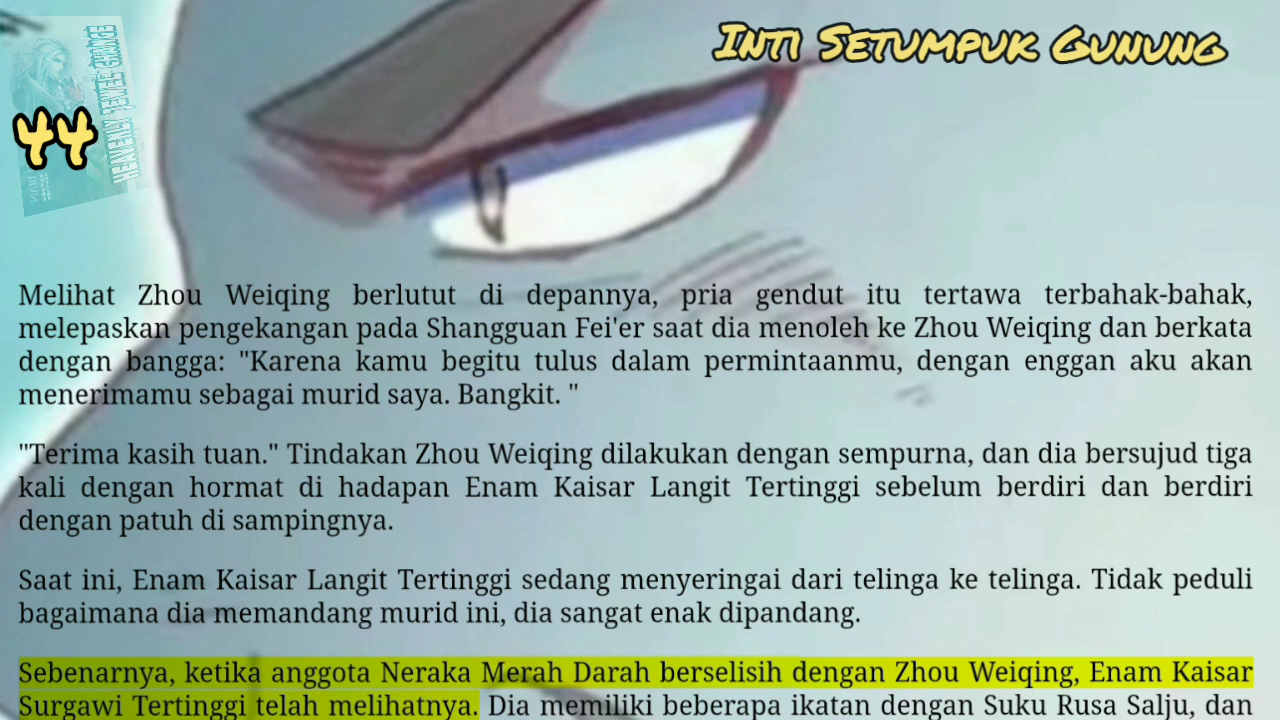 Inti Setumpuk Gunung
44
HEAVENLY JEWEL CHANGE
Melihat Zhou Weiqing berlutut di depannya, pria gendut itu tertawa terbahak-bahak,
melepaskan pengekangan pada Shangguan Fei'er saat dia menoleh ke Zhou Weiqing dan berkata
dengan bangga: "Karena kamu begitu tulus dalam permintaanmu, dengan enggan aku akan
menerimamu sebagai murid saya. Bangkit. "
"Terima kasih tuan." Tindakan Zhou Weiqing dilakukan dengan sempurna, dan dia bersujud tiga
kali dengan hormat di hadapan Enam Kaisar Langit Tertinggi sebelum berdiri dan berdiri
dengan patuh di sampingnya.
Saat ini, Enam Kaisar Langit Tertinggi sedang menyeringai dari telinga ke telinga. Tidak peduli
bagaimana dia memandang murid ini, dia sangat enak dipandang.
Sebenarnya, ketika anggota Neraka Merah Darah berselisih dengan Zhou Weiqing, Enam Kaisar
Surgawi Tertinggi telah melihatnya. Dia memiliki beberapa ikatan dengan Suku Rusa Salju, dan